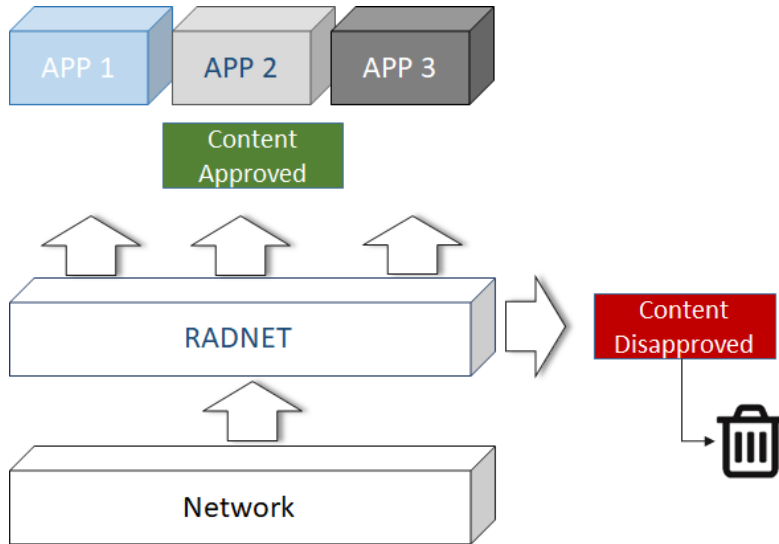 APP 1
APP 2
APP 3
Content
Approved
RADNET
Content
Disapproved
Network